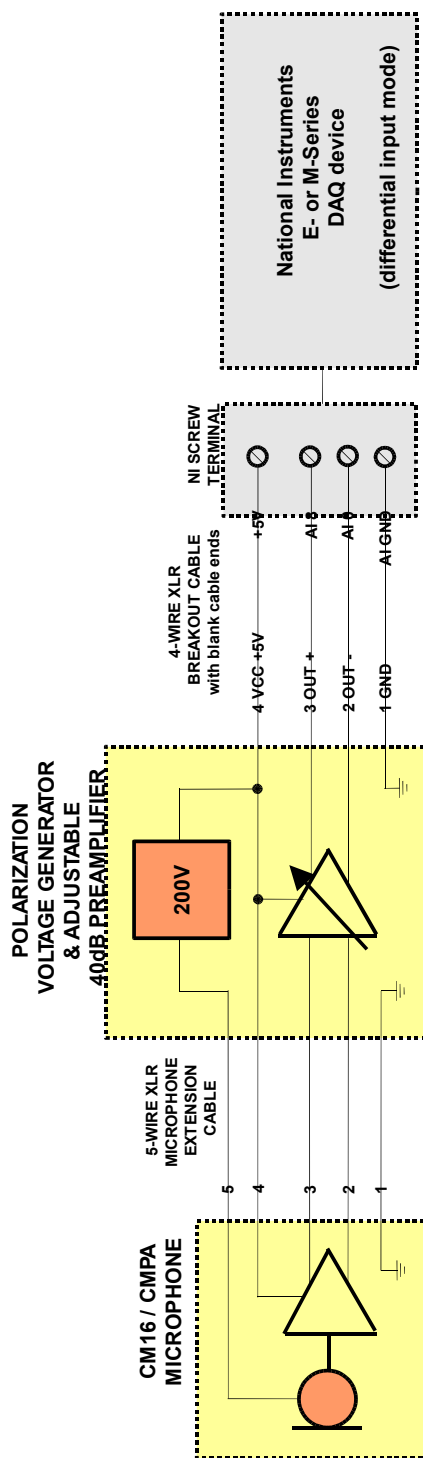 CM16 / CMPA
MICROPHONE
5-WIRE XLR
MICROPHONE
EXTENSION
CABLE
5
4
3
2
1
POLARIZATION
VOLTAGE GENERATOR
& ADJUSTABLE
40dB PREAMPLIFIER
200V
4-WIRE XLR
BREAKOUT CABLE
with blank cable ends
4 VCC +5V
3 OUT +
2 OUT -
1 GND
NI SCREW
TERMINAL
+5V
AI 8
AI 0
AI GND
National Instruments
E- or M-Series
DAQ device
(differential input mode)